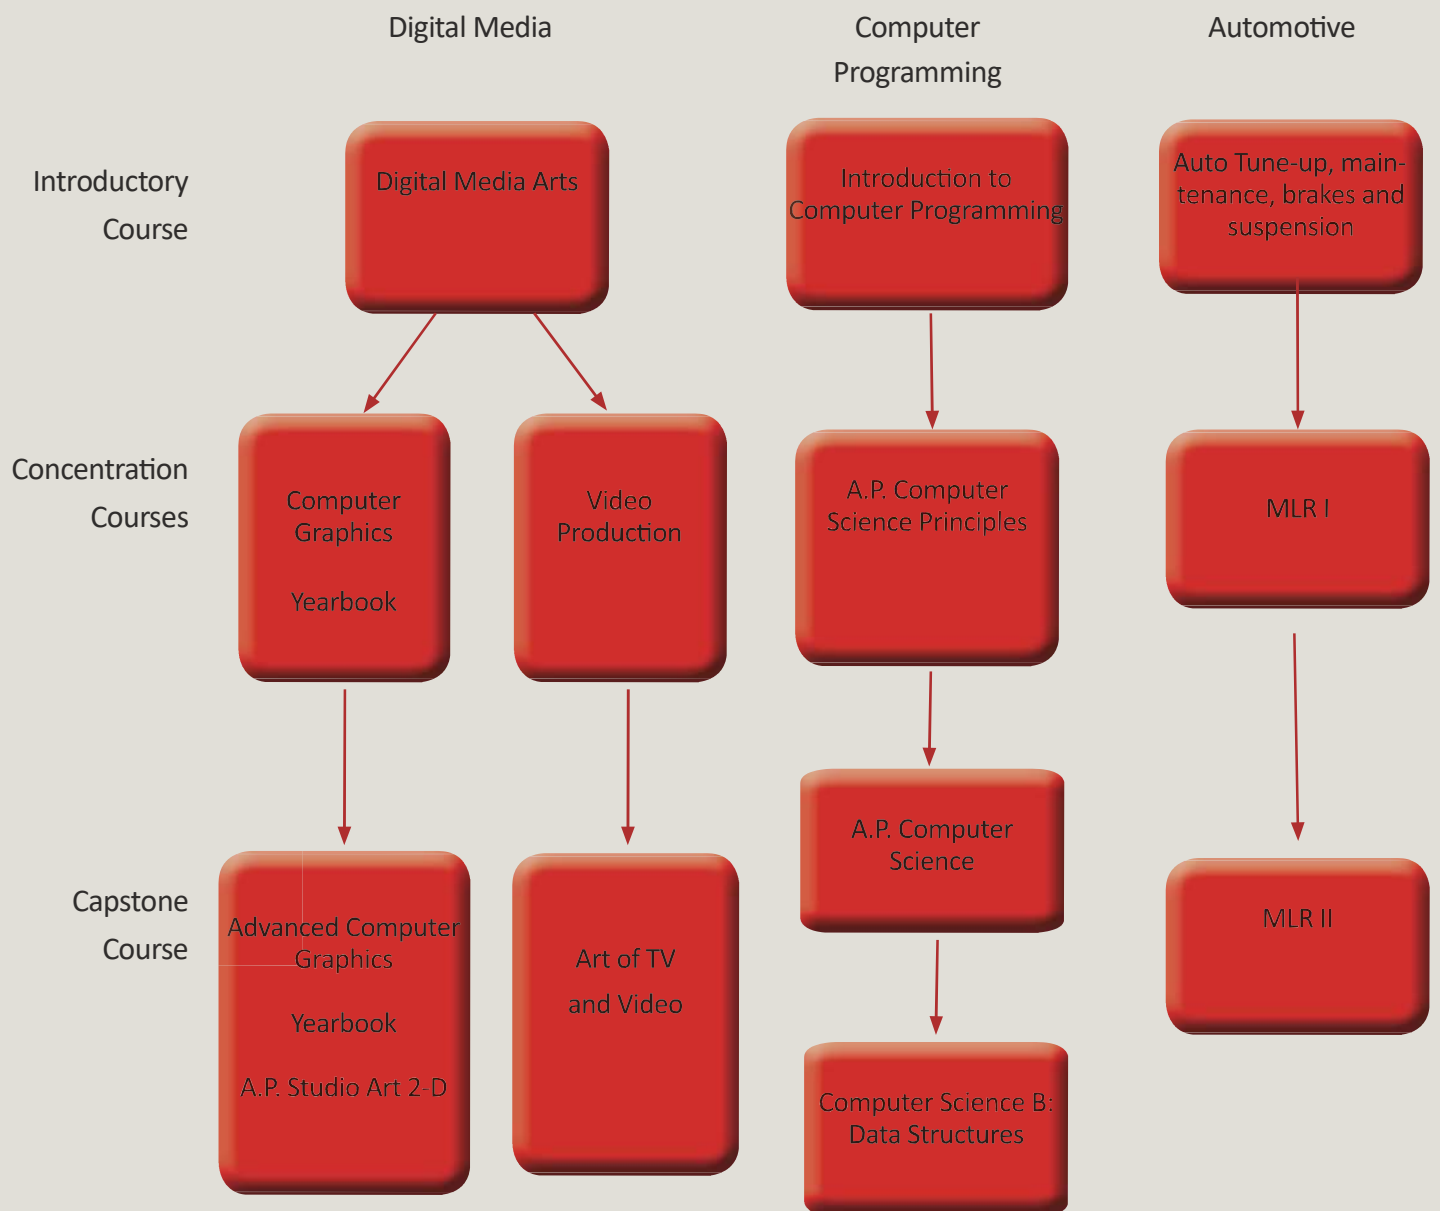 Digital Media
Computer
Programming
Automotive
Introductory
Course
Digital Media Arts
Introduction to
Computer Programming
Auto Tune-up, main-
tenance, brakes and
suspension
Concentration
Courses
Computer
Graphics
Yearbook
Video
Production
A.P. Computer
Science Principles
MLR I
A.P. Computer
Science
Capstone
Course
Advanced Computer
Graphics
Yearbook
A.P. Studio Art 2-D
Art of TV
and Video
MLR II
Computer Science B:
Data Structures